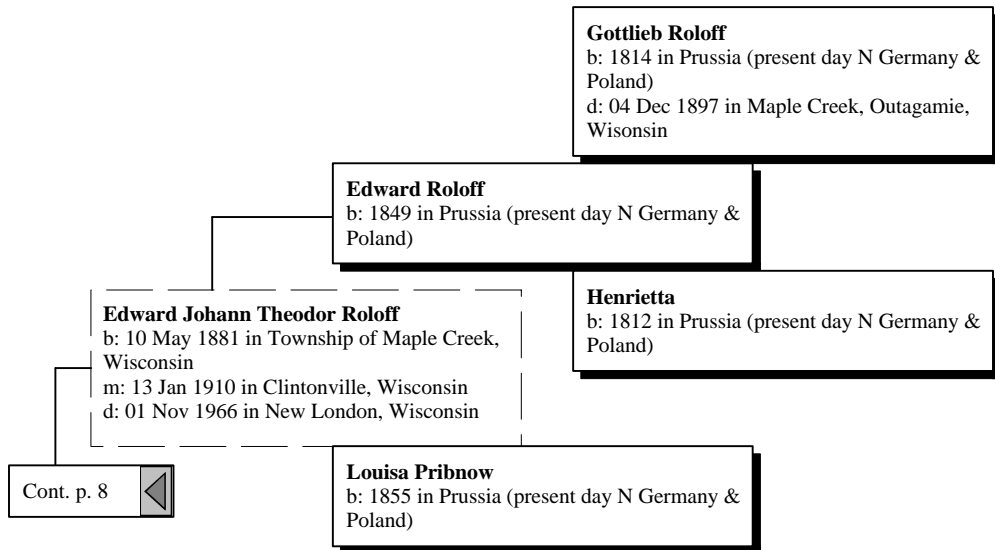 Gottlieb Roloff
b: 1814 in Prussia (present day N Germany &
Poland)
d: 04 Dec 1897 in Maple Creek, Outagamie,
Wisonsin
Edward Roloff
b: 1849 in Prussia (present day N Germany &
Poland)
Henrietta
b: 1812 in Prussia (present day N Germany &
Poland)
Edward Johann Theodor Roloff
b: 10 May 1881 in Township of Maple Creek,
Wisconsin
m: 13 Jan 1910 in Clintonville, Wisconsin
d: 01 Nov 1966 in New London, Wisconsin
Louisa Pribnow
b: 1855 in Prussia (present day N Germany &
Poland)
Cont. p. 8